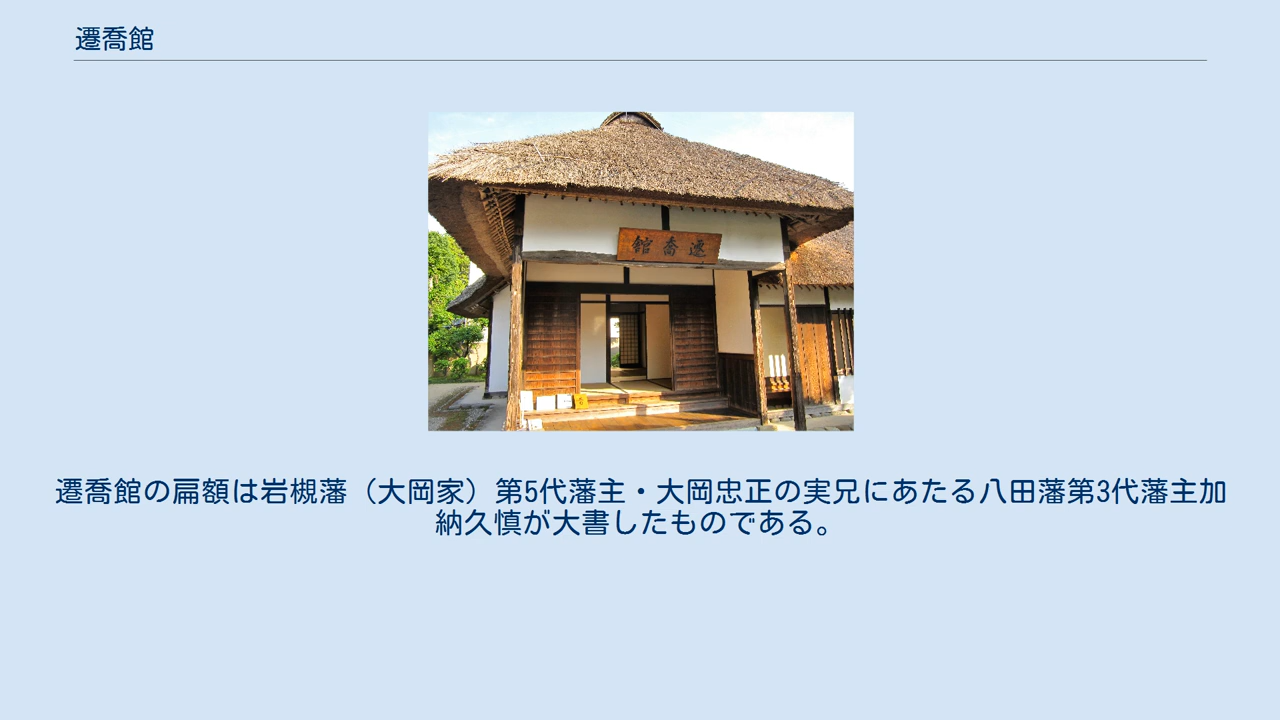 遷喬館
遷喬館
遷喬館の扁額は岩槻藩（大岡家）第5代藩主・大岡忠正の実兄にあたる八田藩第3代藩主加
納久慎が大書したものである。